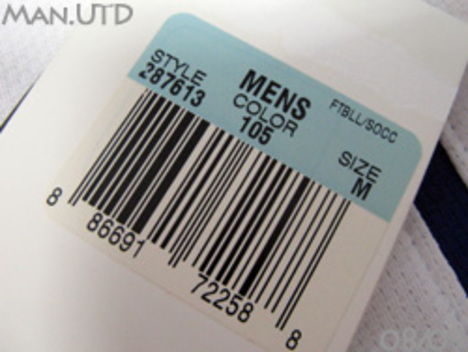 MAN.UTD
STYLE
287613
MENS
COLOR
105
FTBLL/SOCC
SIZE
M
8 86691 72258 8